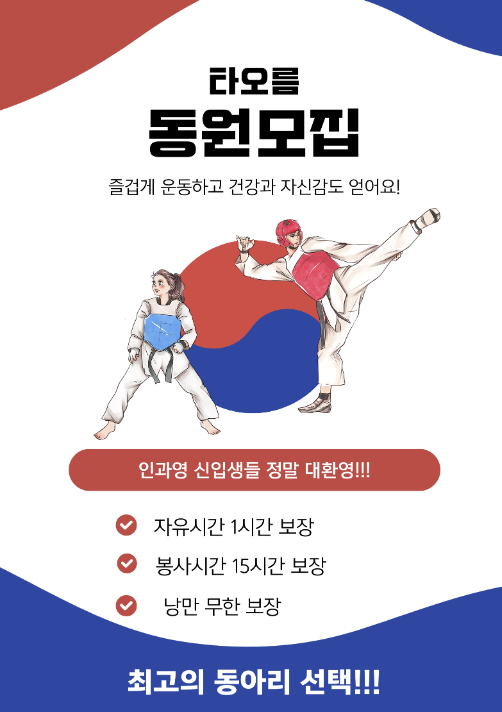 타오름
동원모집
즐겁게 운동하고 건강과 자신감도 얻어요!
인과영 신입생들 정말 대환영!!!
자유시간 1시간 보장
봉사시간 15시간 보장
낭만 무한 보장
최고의 동아리 선택!!!